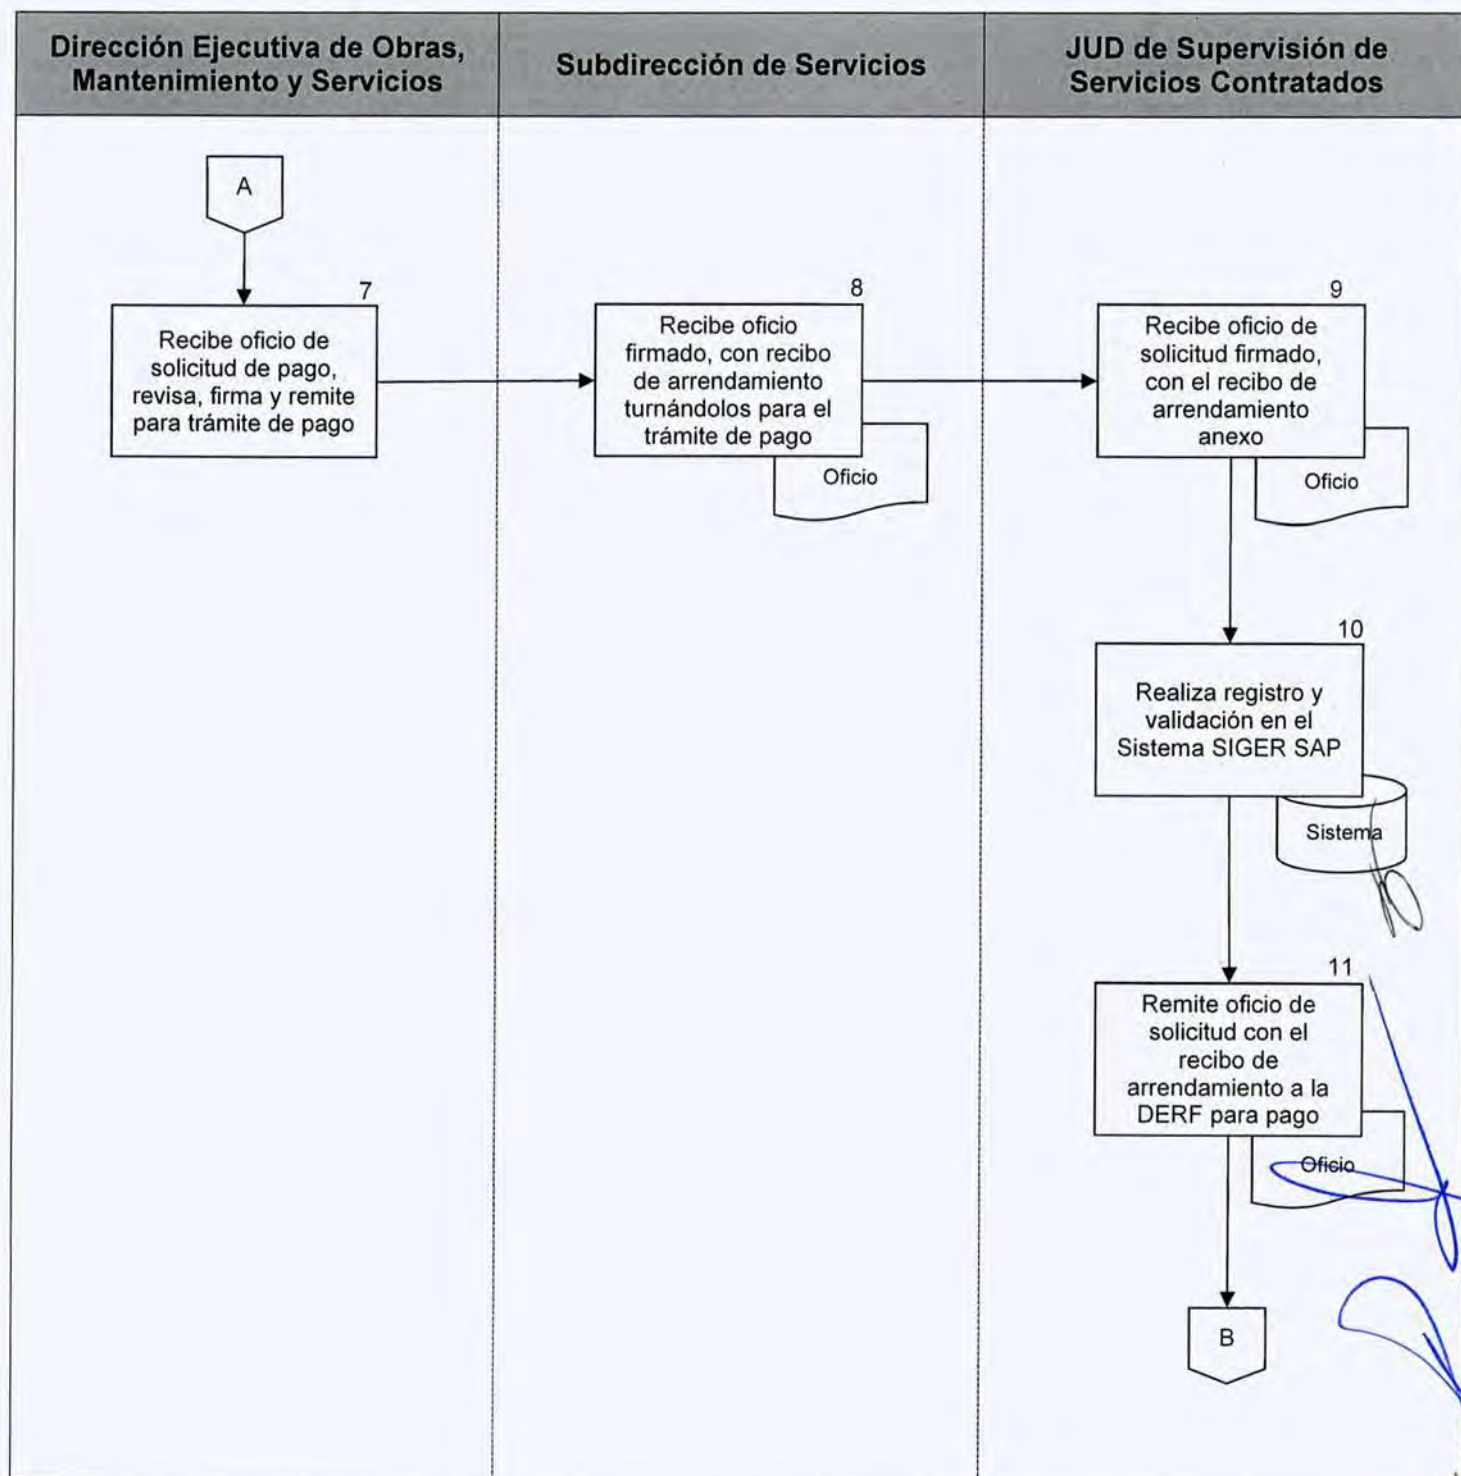 Dirección Ejecutiva de Obras,
Mantenimiento y Servicios
Subdirección de Servicios
JUD de Supervisión de
Servicios Contratados
A
7
Recibe oficio de
solicitud de pago,
revisa, firma y remite
para trámite de pago
8
Recibe oficio
firmado, con recibo
de arrendamiento
turnándolos para el
trámite de pago
Oficio
9
Recibe oficio de
solicitud firmado,
con el recibo de
arrendamiento
anexo
Oficio
10
Realiza registro y
validación en el
Sistema SIGER SAP
Sistema
11
Remite oficio de
solicitud con el
recibo de
arrendamiento a la
DERF para pago
Oficio
B